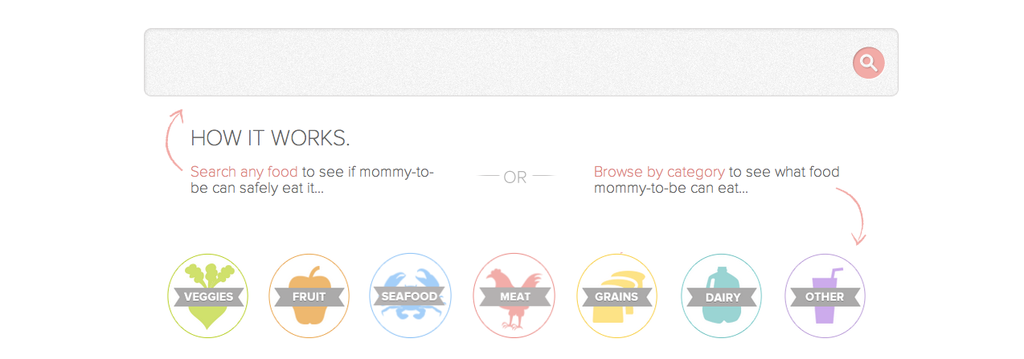 HOW IT WORKS.
Search any food to see if mommy-to-
be can safely eat it...
OR
Browse by category to see what food
mommy-to-be can eat...
VEGGIES
FRUIT
SEAFOOD
MEAT
GRAINS
DAIRY
OTHER